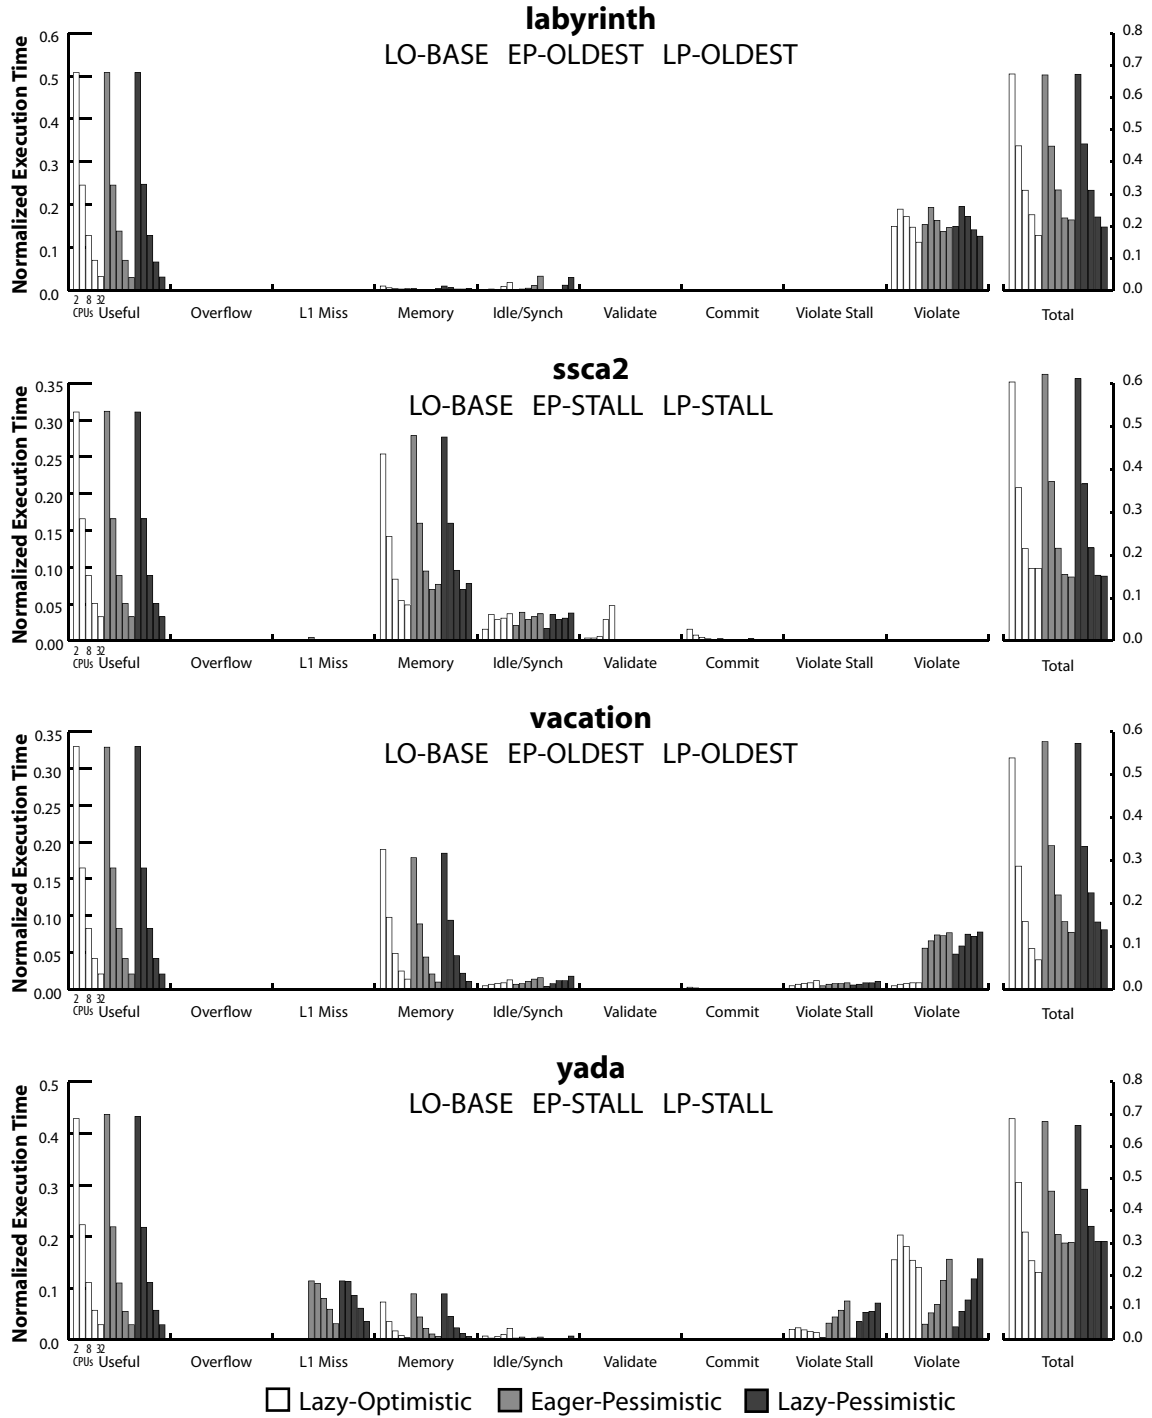 labyrinth
LO-BASE EP-OLDEST LP-OLDEST
Normalized Execution Time
0.6
0.5
0.4
0.3
0.2
0.1
0.0
0.8
0.7
0.6
0.5
0.4
0.3
0.2
0.1
0.0
2 8 32
CPUs
Useful Overflow L1 Miss Memory Idle/Synch Validate Commit Violate Stall Violate Total
ssca2
LO-BASE EP-STALL LP-STALL
Normalized Execution Time
0.35
0.30
0.25
0.20
0.15
0.10
0.05
0.00
0.6
0.5
0.4
0.3
0.2
0.1
0.0
2 8 32
CPUs
Useful Overflow L1 Miss Memory Idle/Synch Validate Commit Violate Stall Violate Total
vacation
LO-BASE EP-OLDEST LP-OLDEST
Normalized Execution Time
0.35
0.30
0.25
0.20
0.15
0.10
0.05
0.00
0.6
0.5
0.4
0.3
0.2
0.1
0.0
2 8 32
CPUs
Useful Overflow L1 Miss Memory Idle/Synch Validate Commit Violate Stall Violate Total
yada
LO-BASE EP-STALL LP-STALL
Normalized Execution Time
0.5
0.4
0.3
0.2
0.1
0.0
0.8
0.7
0.6
0.5
0.4
0.3
0.2
0.1
0.0
2 8 32
CPUs
Useful Overflow L1 Miss Memory Idle/Synch Validate Commit Violate Stall Violate Total
Lazy-Optimistic Eager-Pessimistic Lazy-Pessimistic